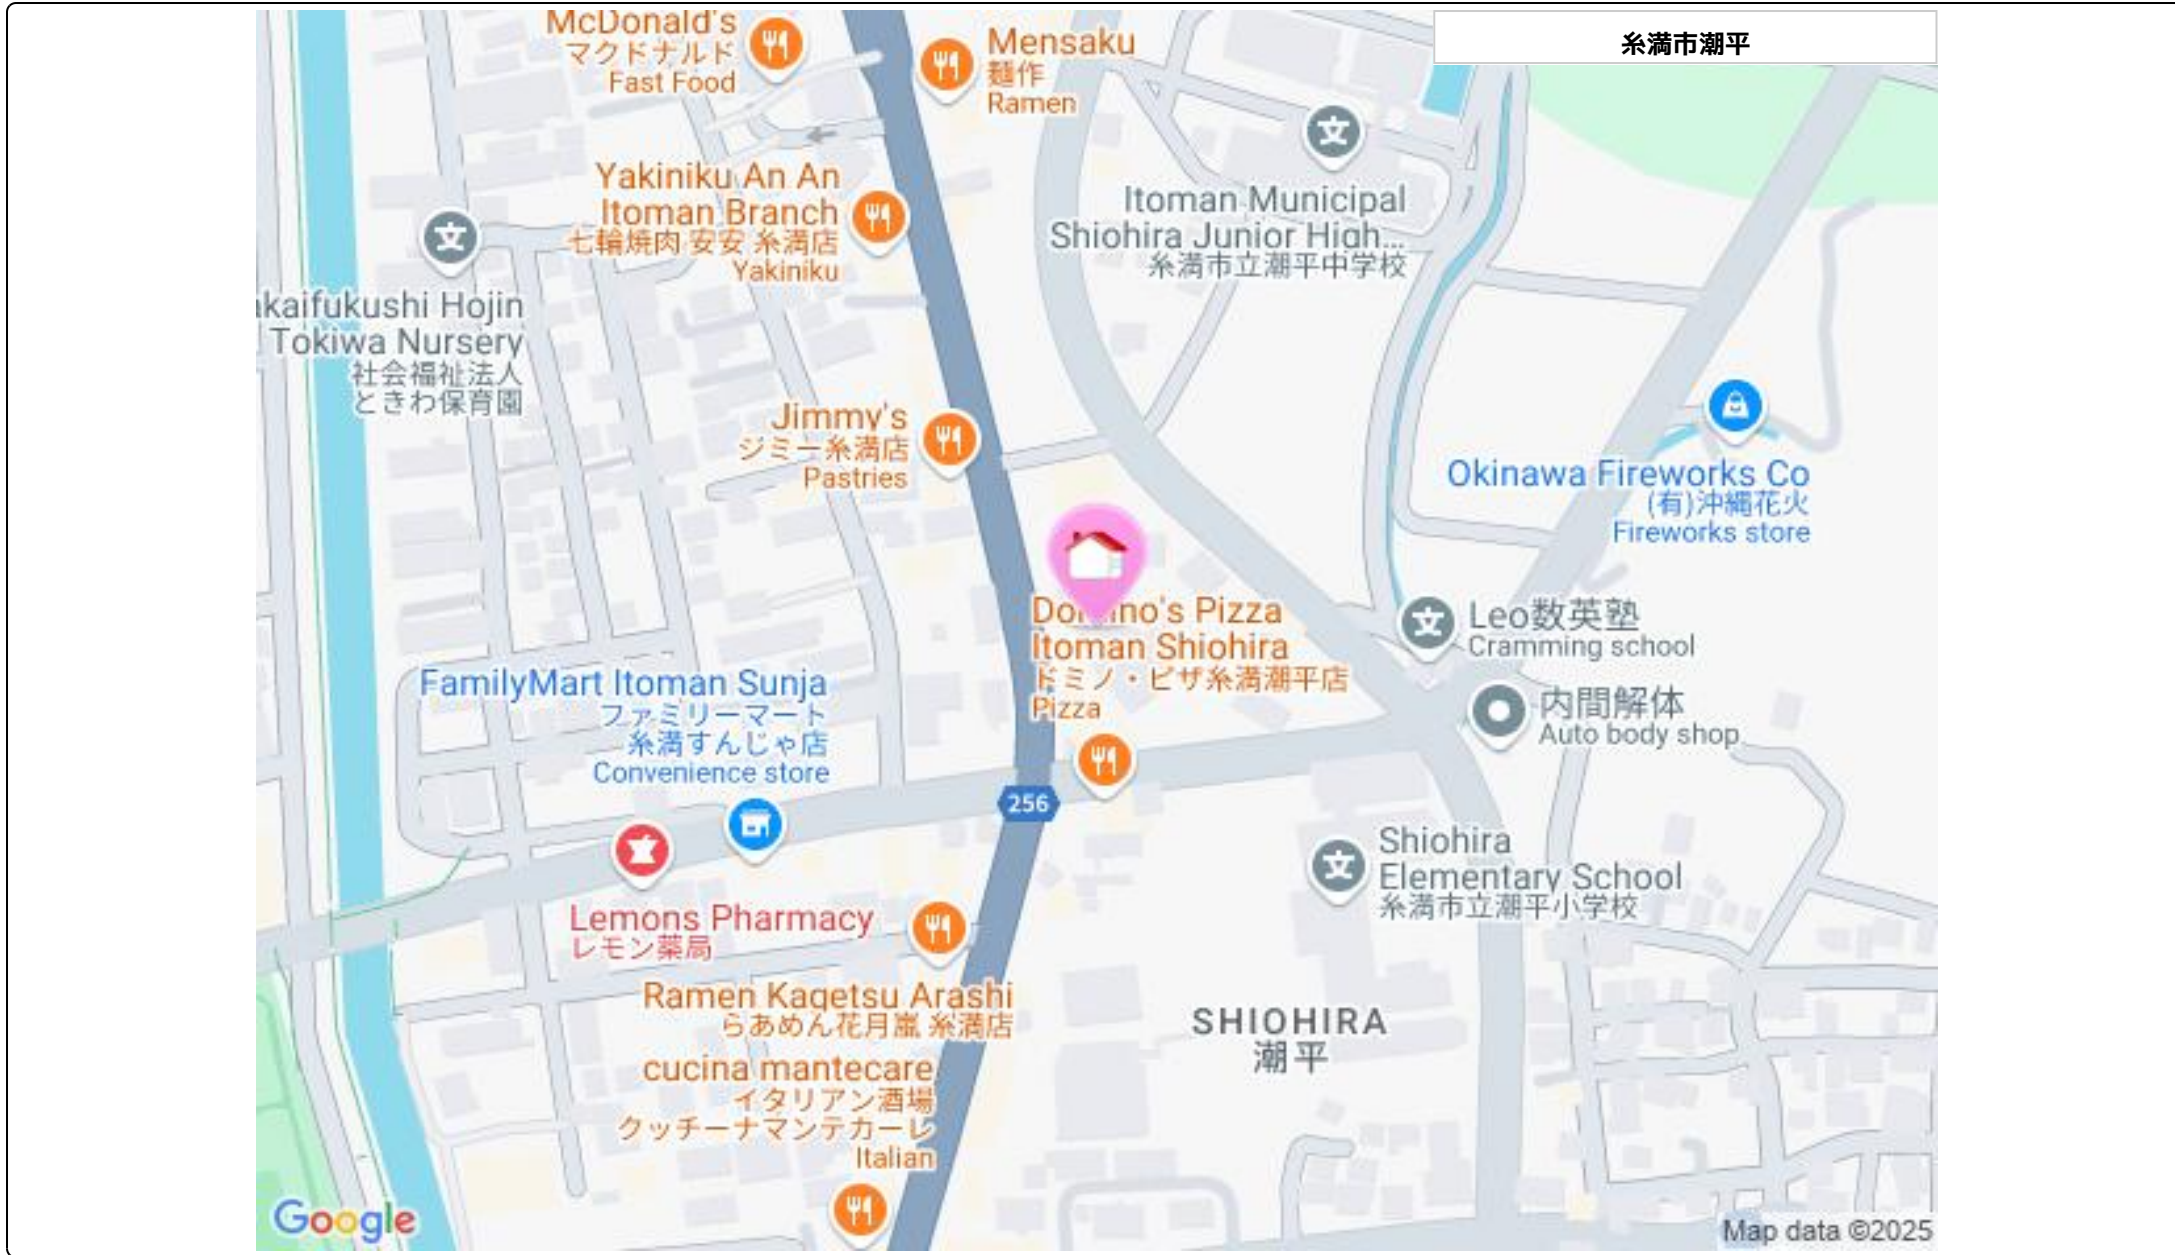 糸満市潮平
McDonald's
マクドナルド
Fast Food
Mensaku
麺作
Ramen
Yakiniku An An
Itoman Branch
七輪焼肉 安安 糸満店
Yakiniku
Itoman Municipal
Shiohira Junior High...
糸満市立潮平中学校
akaifukushi Hojin
Tokiwa Nursery
社会福祉法人
ときわ保育園
Jimmy's
ジミー糸満店
Pastries
Okinawa Fireworks Co
(有)沖縄花火
Fireworks store
Domino's Pizza
Itoman Shiohira
ドミノ・ピザ糸満潮平店
Pizza
Leo数英塾
Cramming school
内間解体
Auto body shop
FamilyMart Itoman Sunja
ファミリーマート
糸満すんじゃ店
Convenience store
256
Shiohira
Elementary School
糸満市立潮平小学校
Lemons Pharmacy
レモン薬局
Ramen Kagetsu Arashi
らあめん花月嵐 糸満店
SHIOHIRA
潮平
cucina mantecare
イタリアン酒場
クッチーナマンテカーレ
Italian
Google
Map data ©2025